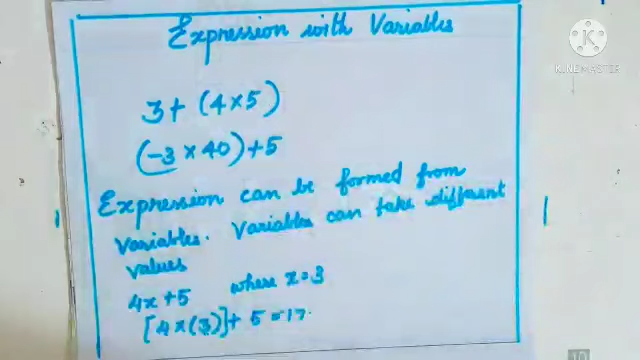 Expression with Variables
K
KINEMASTER
3 + (4×5)
(-3 × 40) + 5
Expression can be formed from
variables. Variables can take different
values
4x + 5 where x = 3
[4×(3)] + 5 = 17.
10